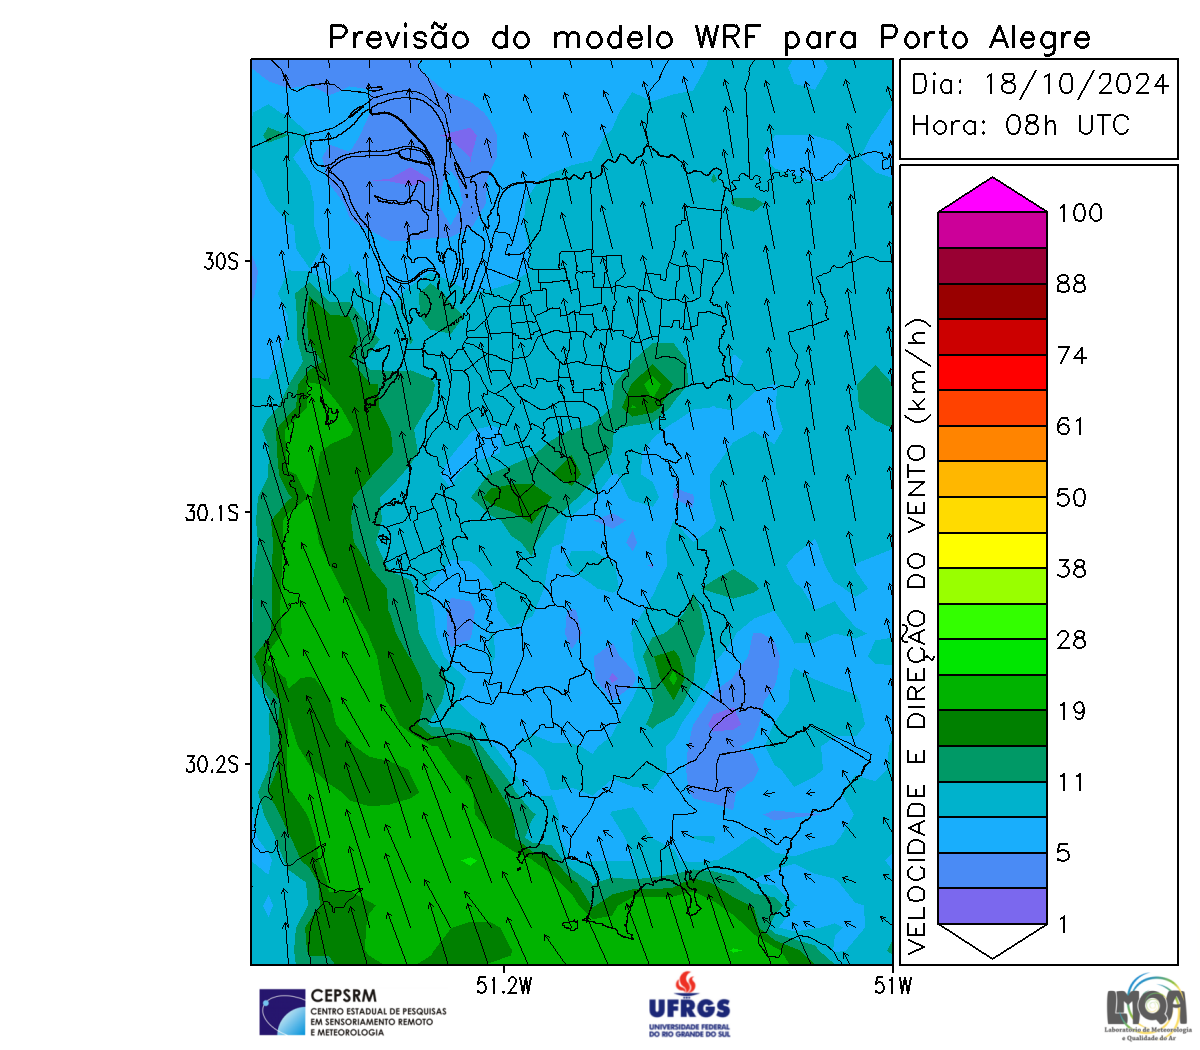 Previsão do modelo WRF para Porto Alegre
Dia: 18/10/2024
Hora: 08h UTC
30S
30.1S
30.2S
51.2W
51W
VELOCIDADE E DIREÇÃO DO VENTO (km/h)
100
88
74
61
50
38
28
19
11
5
1
CEPSRM
CENTRO ESTADUAL DE PESQUISAS
EM SENSORIAMENTO REMOTO
E METEOROLOGIA
UFRGS
UNIVERSIDADE FEDERAL
DO RIO GRANDE DO SUL
LMQA
Laboratório de Meteorologia
e Qualidade do Ar